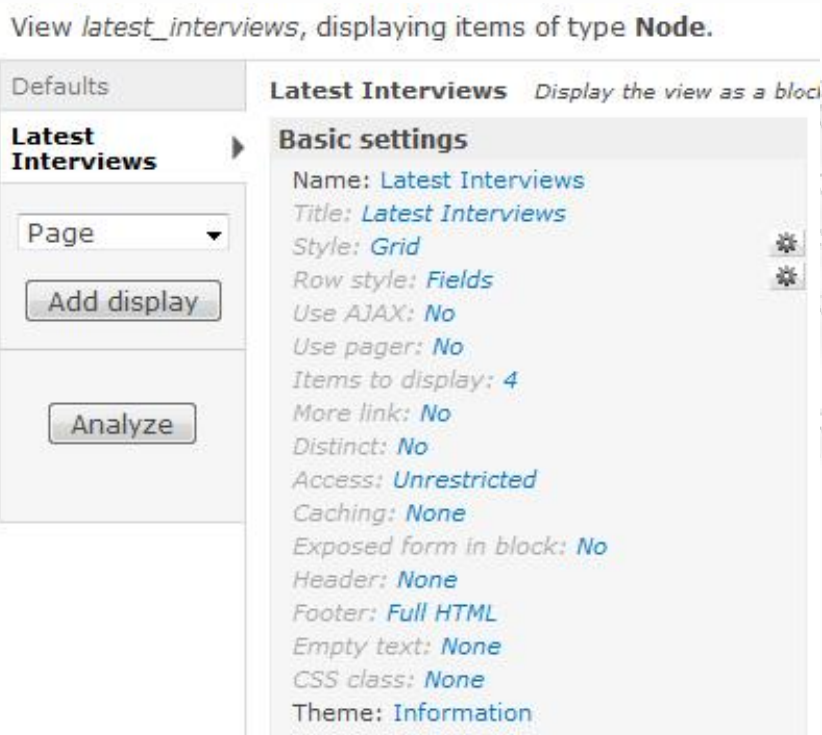 View latest_interviews, displaying items of type Node.
Defaults
Latest
Interviews
Page
Add display
Analyze
Latest Interviews Display the view as a block
Basic settings
Name: Latest Interviews
Title: Latest Interviews
Style: Grid
Row style: Fields
Use AJAX: No
Use pager: No
Items to display: 4
More link: No
Distinct: No
Access: Unrestricted
Caching: None
Exposed form in block: No
Header: None
Footer: Full HTML
Empty text: None
CSS class: None
Theme: Information